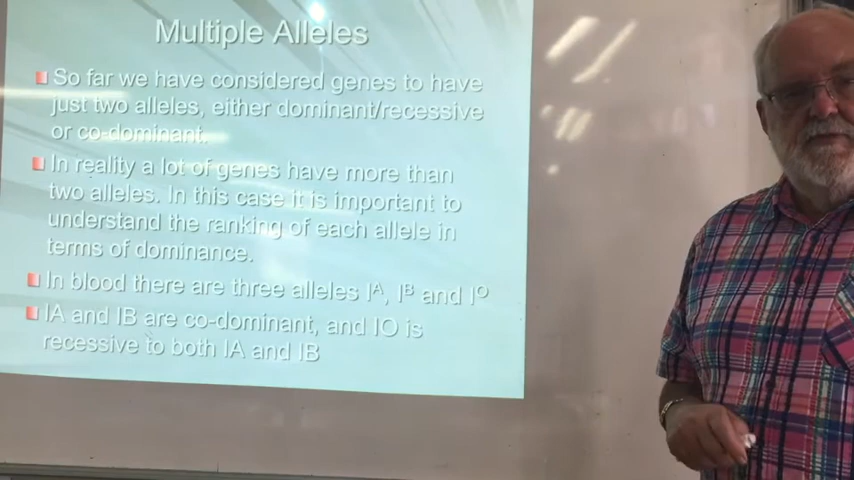 Multiple Alleles
So far we have considered genes to have
just two alleles, either dominant/recessive
or co-dominant.
In reality a lot of genes have more than
two alleles. In this case it is important to
understand the ranking of each allele in
terms of dominance.
In blood there are three alleles Iᴬ, Iᴮ and Iᴼ
IA and IB are co-dominant, and IO is
recessive to both IA and IB